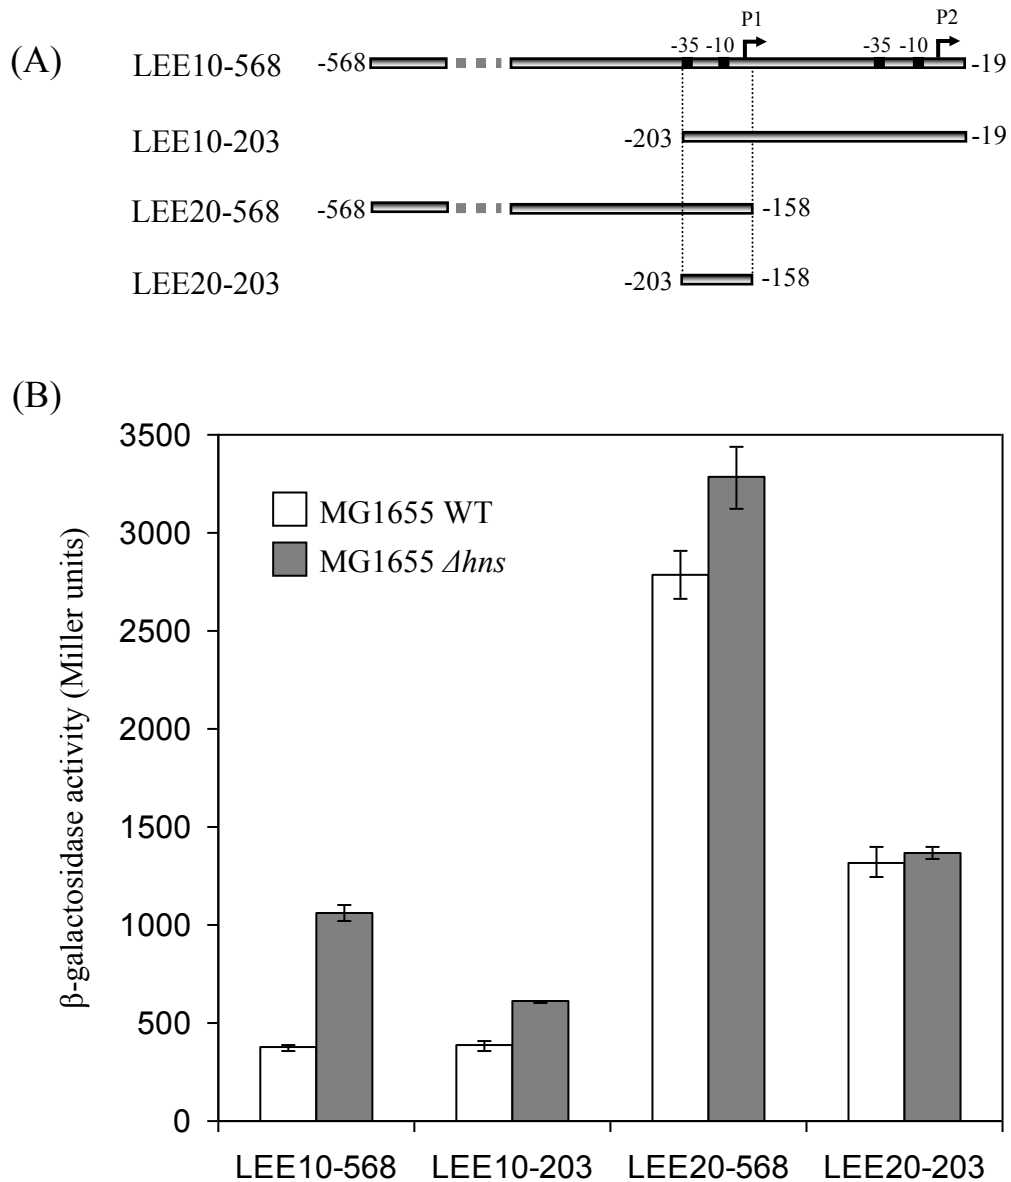 (A)
P1
P2
-35 -10
-35 -10
LEE10-568
-568
-19
LEE10-203
-203
-19
LEE20-568
-568
-158
LEE20-203
-203
-158
(B)
β-galactosidase activity (Miller units)
3500
3000
2500
2000
1500
1000
500
0
MG1655 WT
MG1655 Δhns
LEE10-568 LEE10-203 LEE20-568 LEE20-203